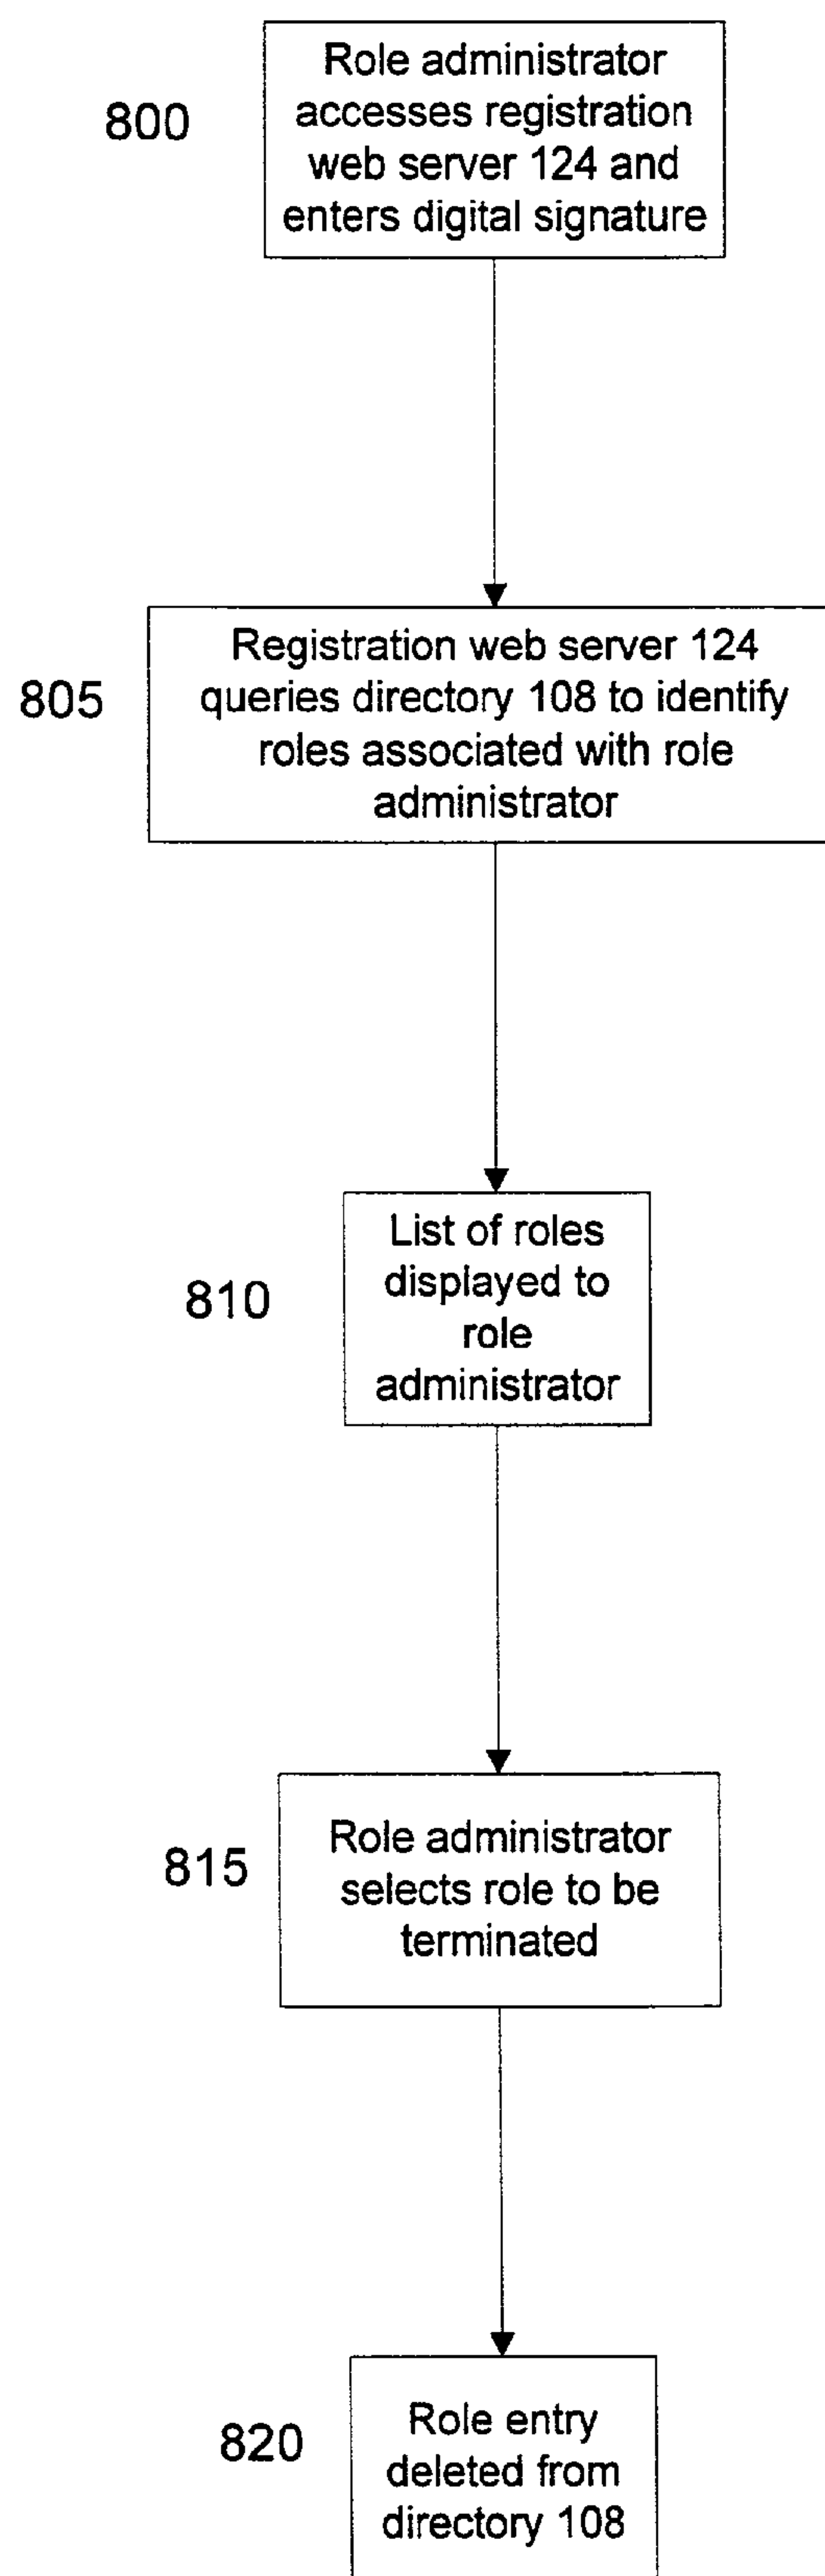 800
Role administrator
accesses registration
web server 124 and
enters digital signature
805
Registration web server 124
queries directory 108 to identify
roles associated with role
administrator
810
List of roles
displayed to
role
administrator
815
Role administrator
selects role to be
terminated
820
Role entry
deleted from
directory 108